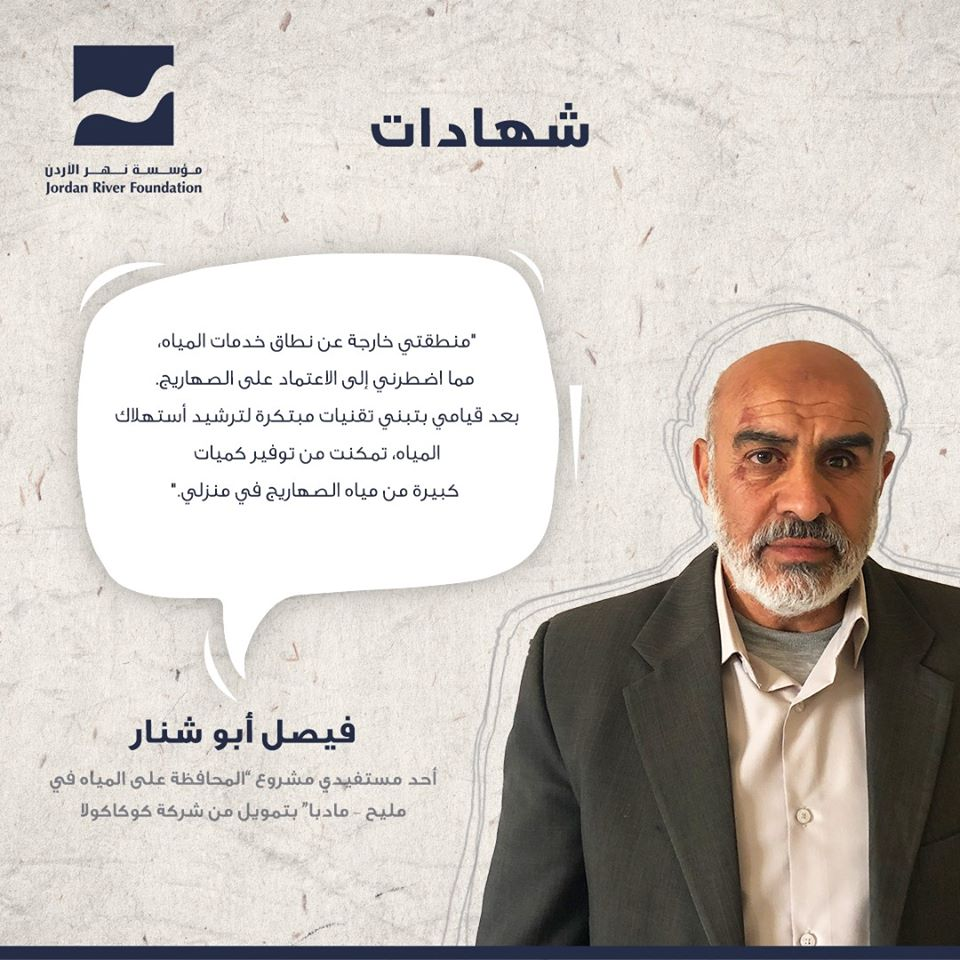 مؤسسة نهر الأردن
Jordan River Foundation
شهادات
"منطقتي خارجة عن نطاق خدمات المياه،
مما اضطرني إلى الاعتماد على الصهاريج.
بعد قيامي بتبني تقنيات مبتكرة لترشيد أستهلاك
المياه، تمكنت من توفير كميات
كبيرة من مياه الصهاريج في منزلي."
فيصل أبو شنار
أحد مستفيدي مشروع "المحافظة على المياه في
مليح - مادبا" بتمويل من شركة كوكاكولا